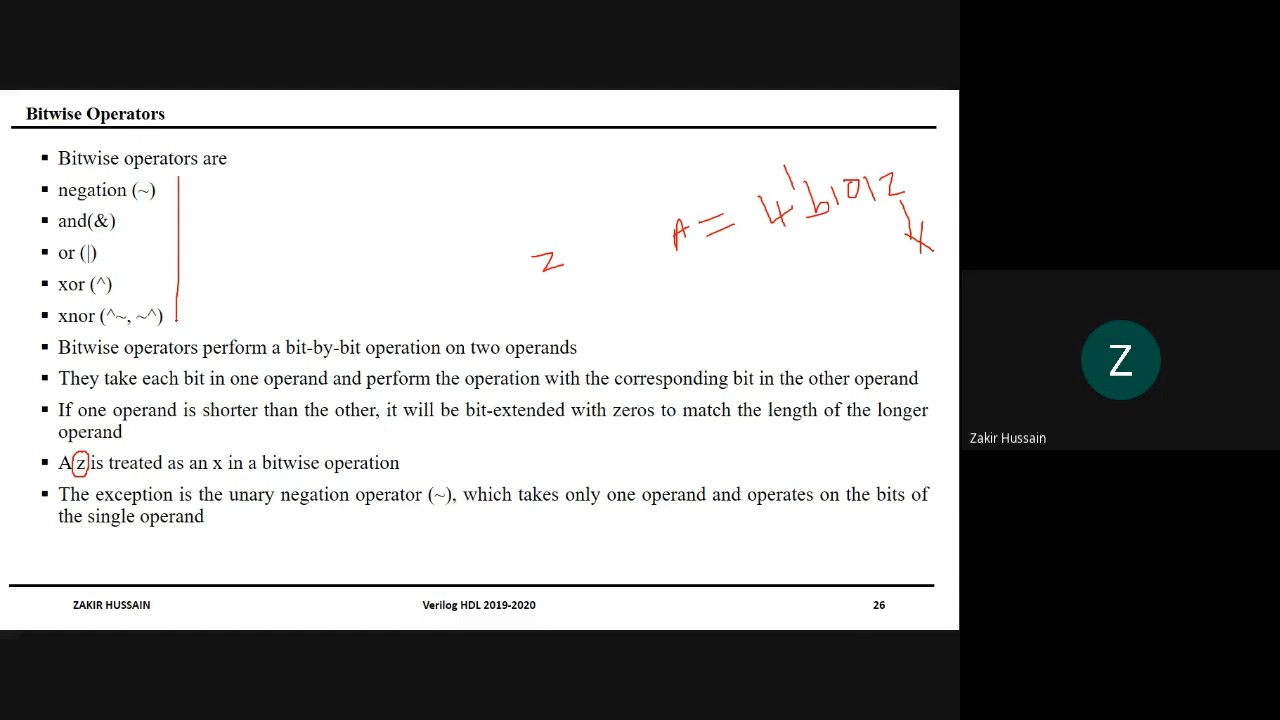 Bitwise Operators
▪ Bitwise operators are
▪ negation (~)
▪ and(&)
▪ or (|)
▪ xor (^)
▪ xnor (^~, ~^)
A = 4'b101z
x
z
▪ Bitwise operators perform a bit-by-bit operation on two operands
▪ They take each bit in one operand and perform the operation with the corresponding bit in the other operand
▪ If one operand is shorter than the other, it will be bit-extended with zeros to match the length of the longer
operand
▪ A z is treated as an x in a bitwise operation
▪ The exception is the unary negation operator (~), which takes only one operand and operates on the bits of
the single operand
ZAKIR HUSSAIN Verilog HDL 2019-2020 26
Z
Zakir Hussain